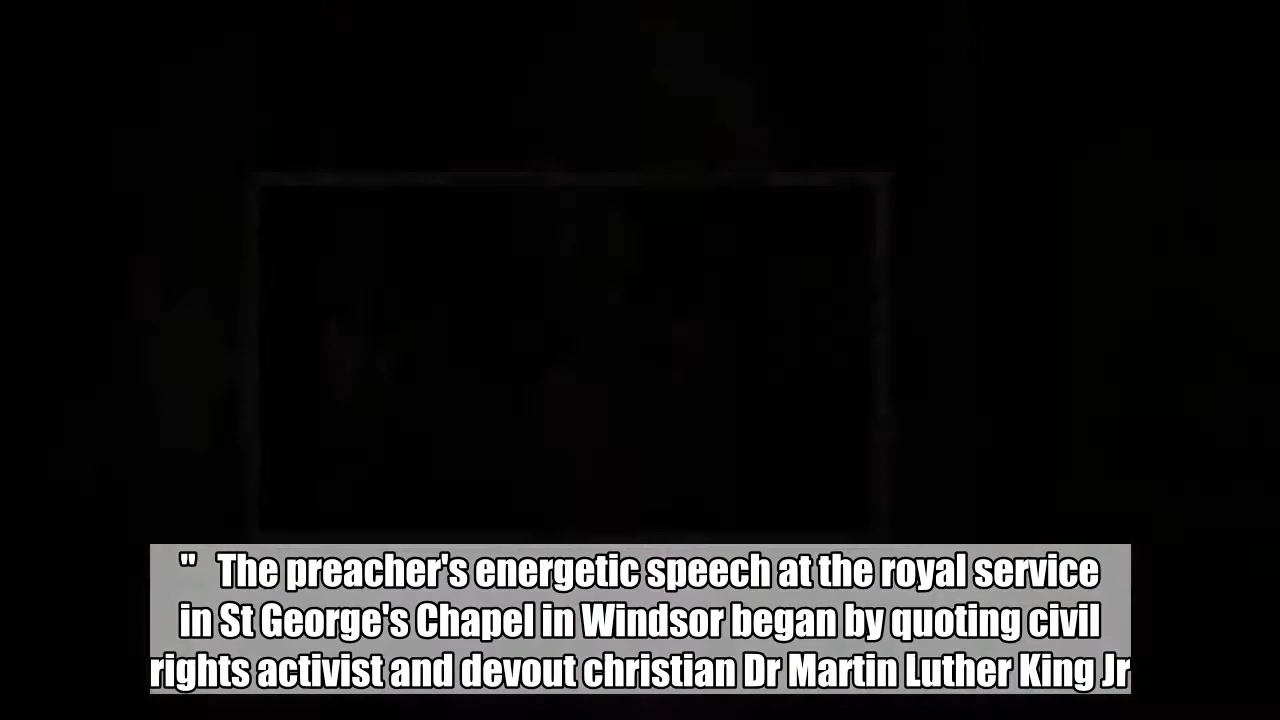 "   The preacher's energetic speech at the royal service
in St George's Chapel in Windsor began by quoting civil
rights activist and devout christian Dr Martin Luther King Jr